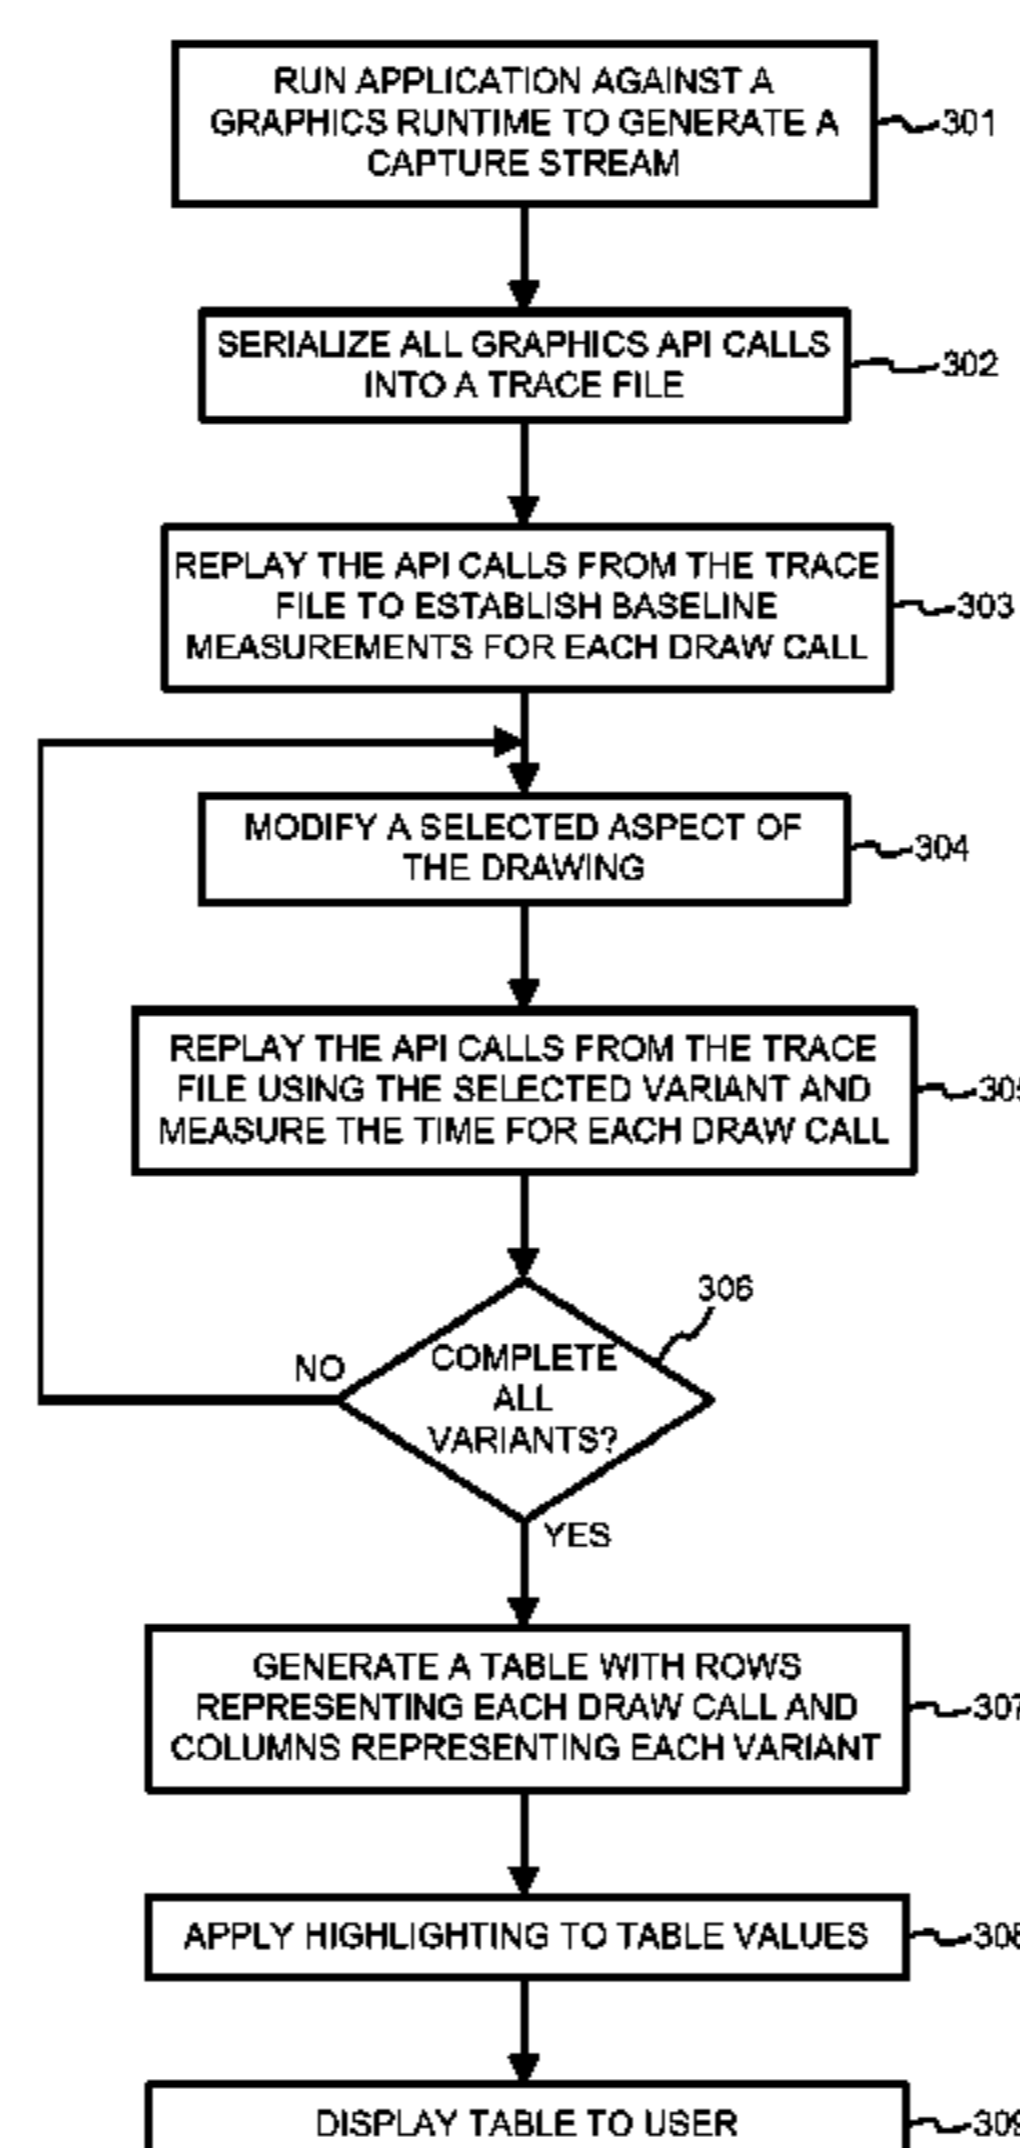 RUN APPLICATION AGAINST A
GRAPHICS RUNTIME TO GENERATE A
CAPTURE STREAM
301
SERIALIZE ALL GRAPHICS API CALLS
INTO A TRACE FILE
302
REPLAY THE API CALLS FROM THE TRACE
FILE TO ESTABLISH BASELINE
MEASUREMENTS FOR EACH DRAW CALL
303
MODIFY A SELECTED ASPECT OF
THE DRAWING
304
REPLAY THE API CALLS FROM THE TRACE
FILE USING THE SELECTED VARIANT AND
MEASURE THE TIME FOR EACH DRAW CALL
305
306
COMPLETE
ALL
VARIANTS?
NO
YES
GENERATE A TABLE WITH ROWS
REPRESENTING EACH DRAW CALL AND
COLUMNS REPRESENTING EACH VARIANT
307
APPLY HIGHLIGHTING TO TABLE VALUES
308
DISPLAY TABLE TO USER
309